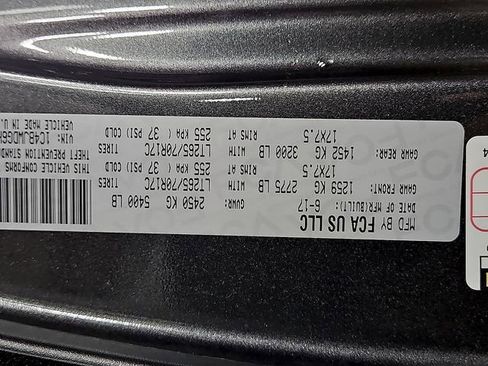 MFD BY FCA US LLC
DATE OF MFR(BUILT): 6-17
GVWR 2450 KG 5400 LB
GAWR FRONT: 1259 KG 2775 LB WITH LT265/70R17C TIRES
RIMS AT 17X7.5 255 KPA( 37 PSI) COLD
GAWR REAR: 1452 KG 3200 LB WITH LT265/70R17C TIRES
RIMS AT 17X7.5 255 KPA( 37 PSI) COLD
THIS VEHICLE CONFORMS
THEFT PREVENTION STAND
VIN: 1C4BJWDG6H
VEHICLE MADE IN U.